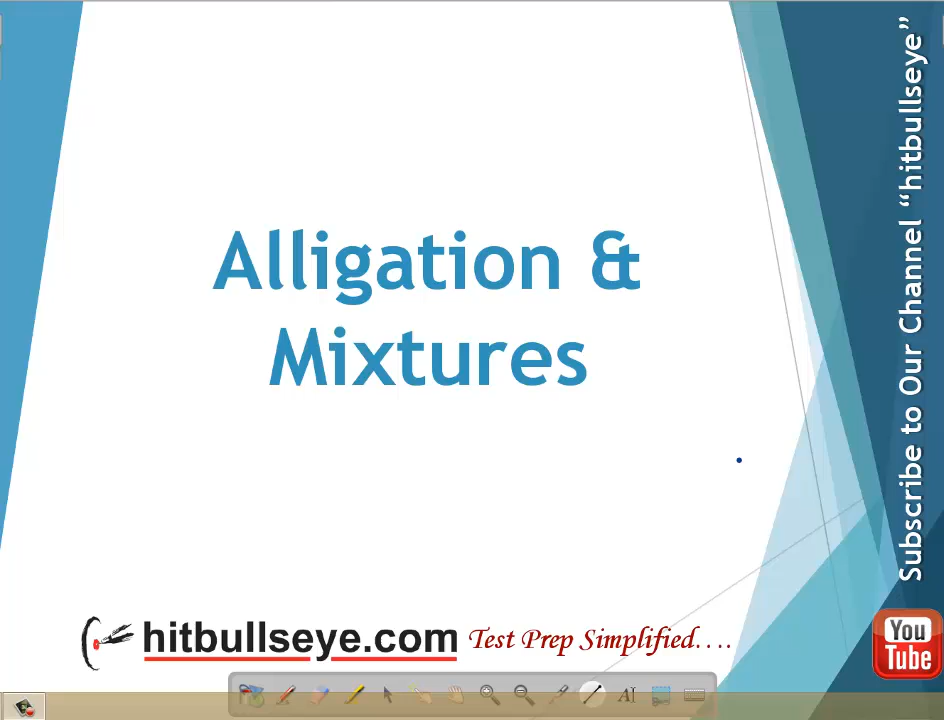 Alligation &
Mixtures
hitbullseye.com Test Prep Simplified....
Subscribe to Our Channel “hitbullseye”
You
Tube